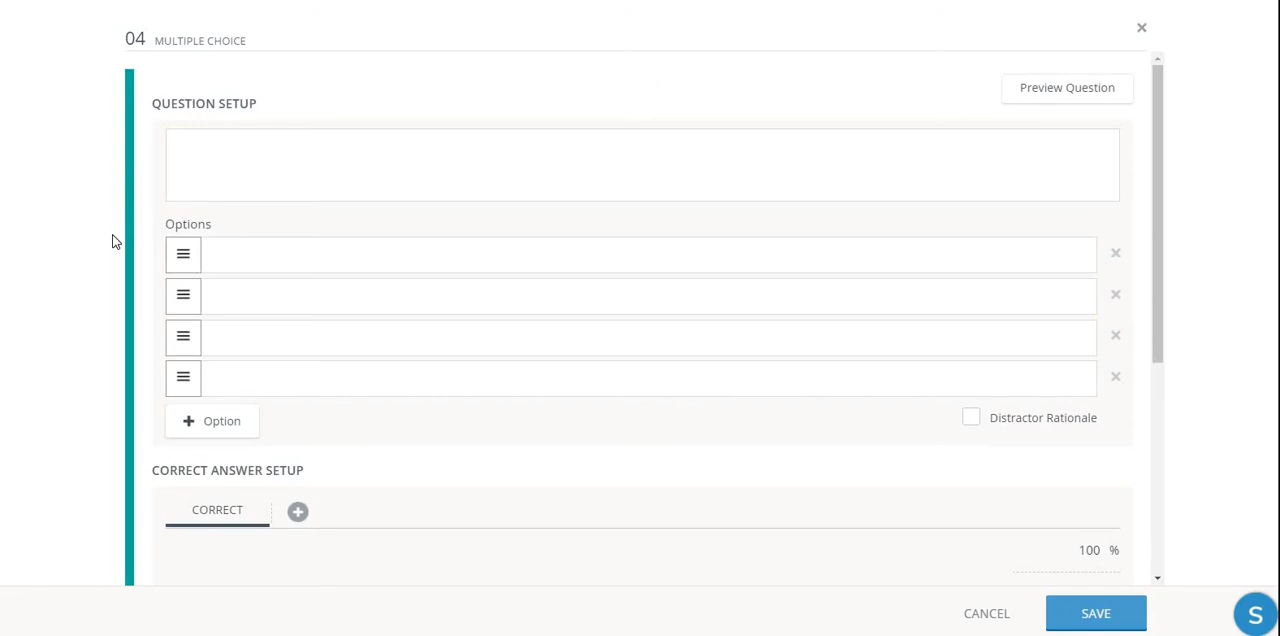 04 MULTIPLE CHOICE
Preview Question
QUESTION SETUP
Options
Option
Distractor Rationale
CORRECT ANSWER SETUP
CORRECT
100 %
CANCEL
SAVE
S